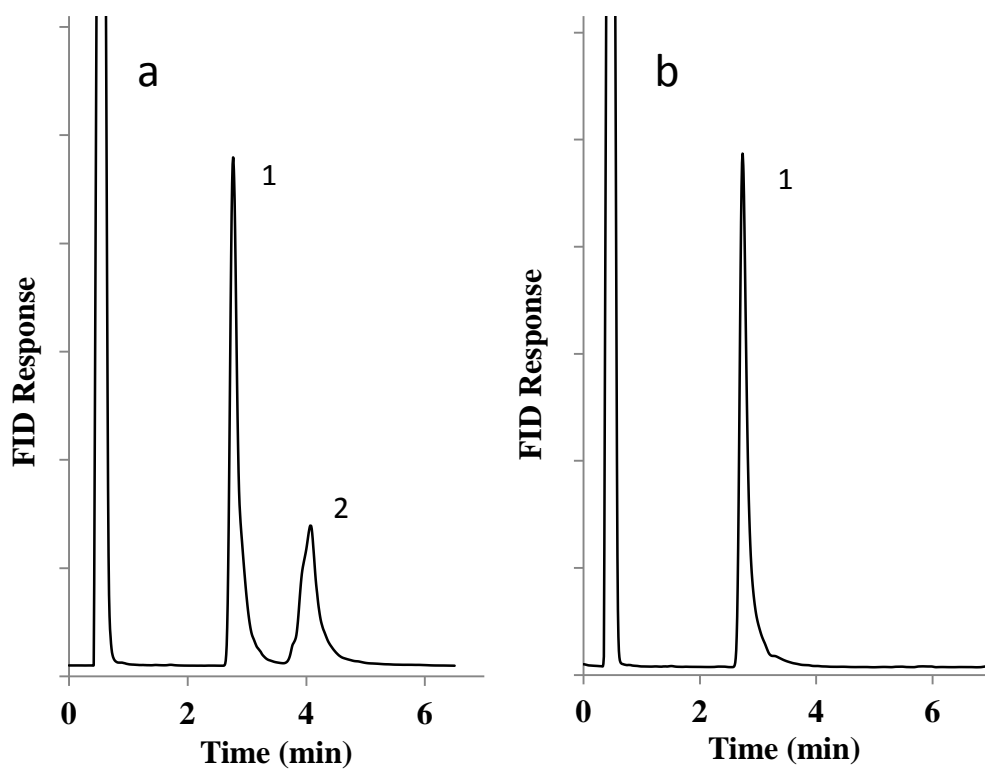 a
1
2
FID Response
0 2 4 6
Time (min)
b
1
FID Response
0 2 4 6
Time (min)